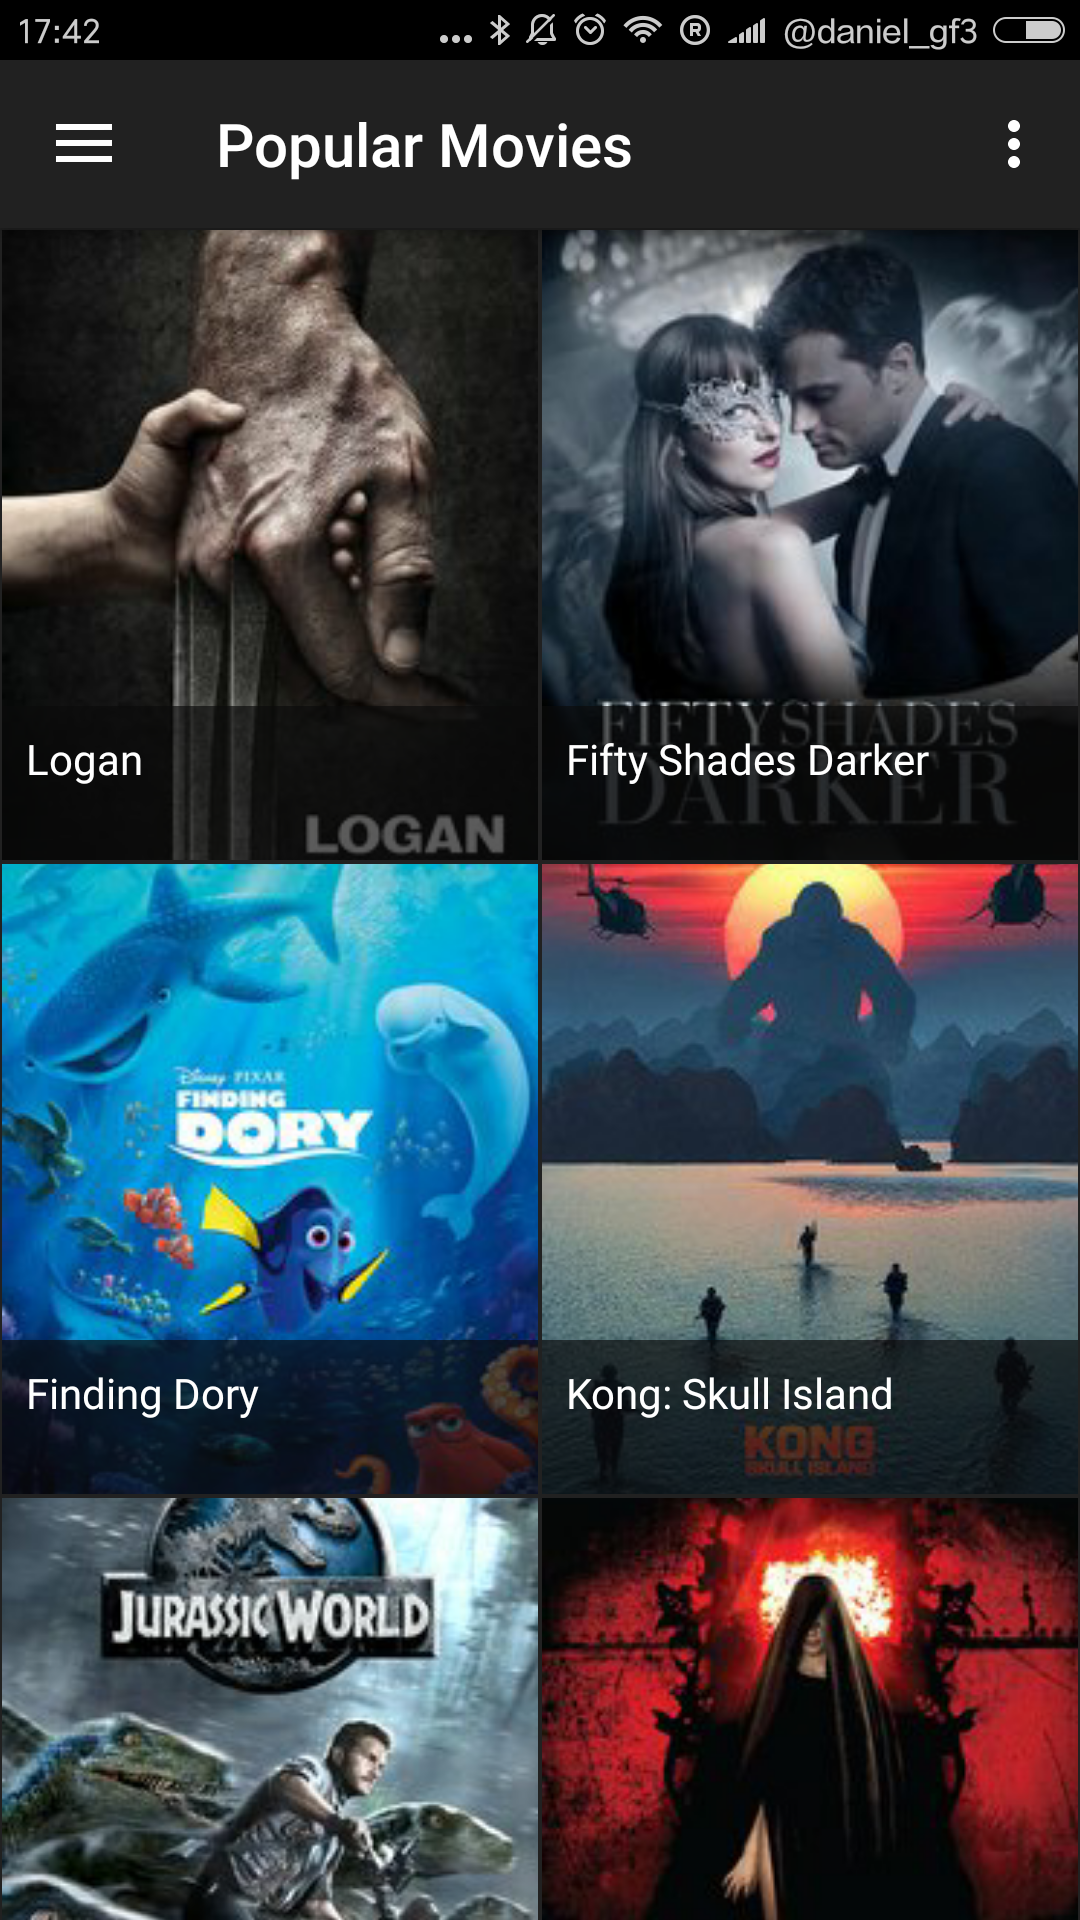 17:42
@daniel_gf3
Popular Movies
Logan
LOGAN
FIFTY SHADES
Fifty Shades Darker
DARKER
Disney PIXAR
FINDING
DORY
Finding Dory
Kong: Skull Island
KONG
SKULL ISLAND
JURASSIC WORLD